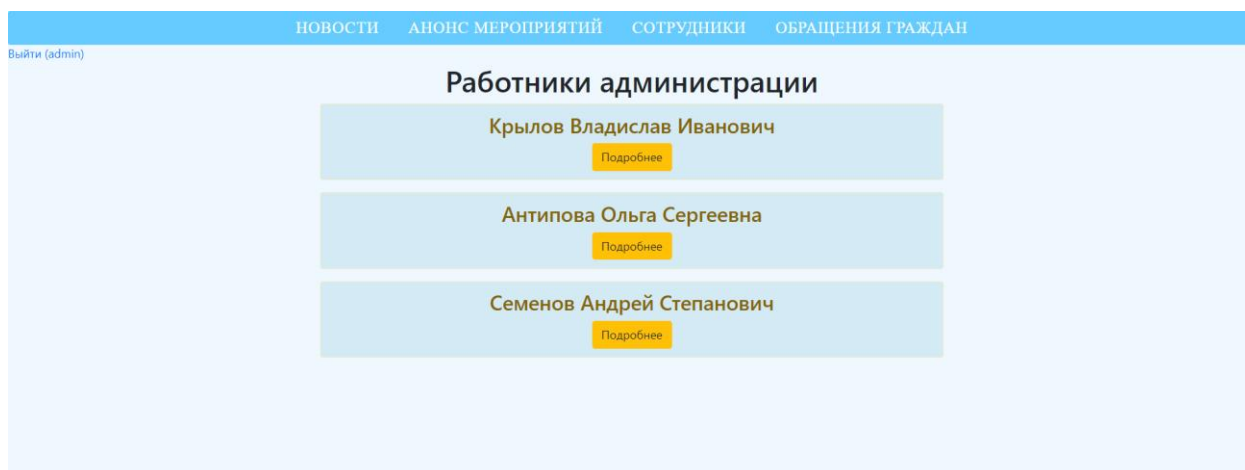 НОВОСТИ АНОНС МЕРОПРИЯТИЙ СОТРУДНИКИ ОБРАЩЕНИЯ ГРАЖДАН
Выйти (admin)
Работники администрации
Крылов Владислав Иванович
Подробнее
Антипова Ольга Сергеевна
Подробнее
Семенов Андрей Степанович
Подробнее